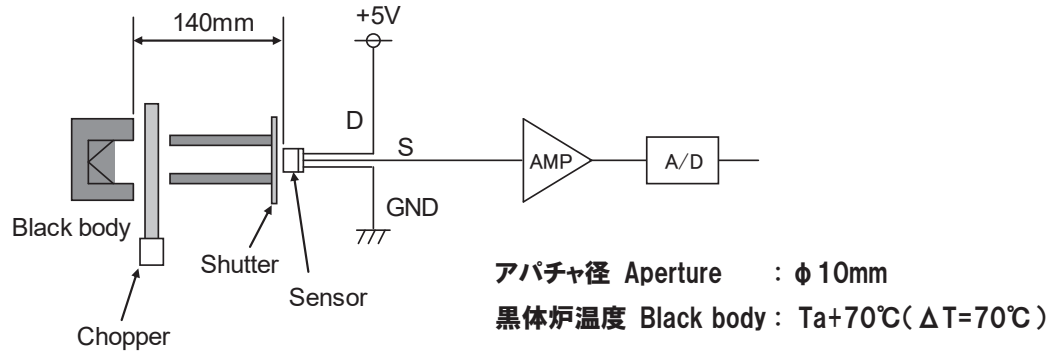 140mm
+5V
D
S
AMP
A/D
GND
Black body
Shutter
Sensor
Chopper
アパチャ径 Aperture : φ10mm
黒体炉温度 Black body : Ta+70℃(ΔT=70℃)